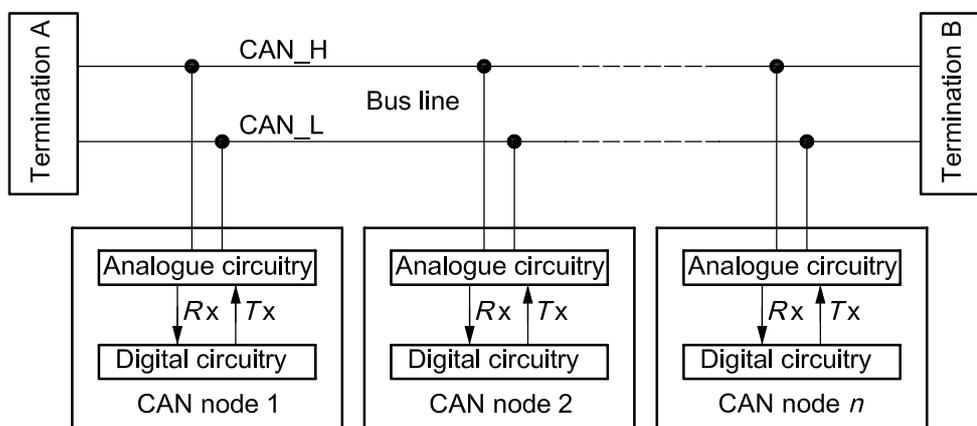 Termination A
CAN_H
Bus line
CAN_L
Termination B
Analogue circuitry
Rx Tx
Digital circuitry
CAN node 1
Analogue circuitry
Rx Tx
Digital circuitry
CAN node 2
Analogue circuitry
Rx Tx
Digital circuitry
CAN node n